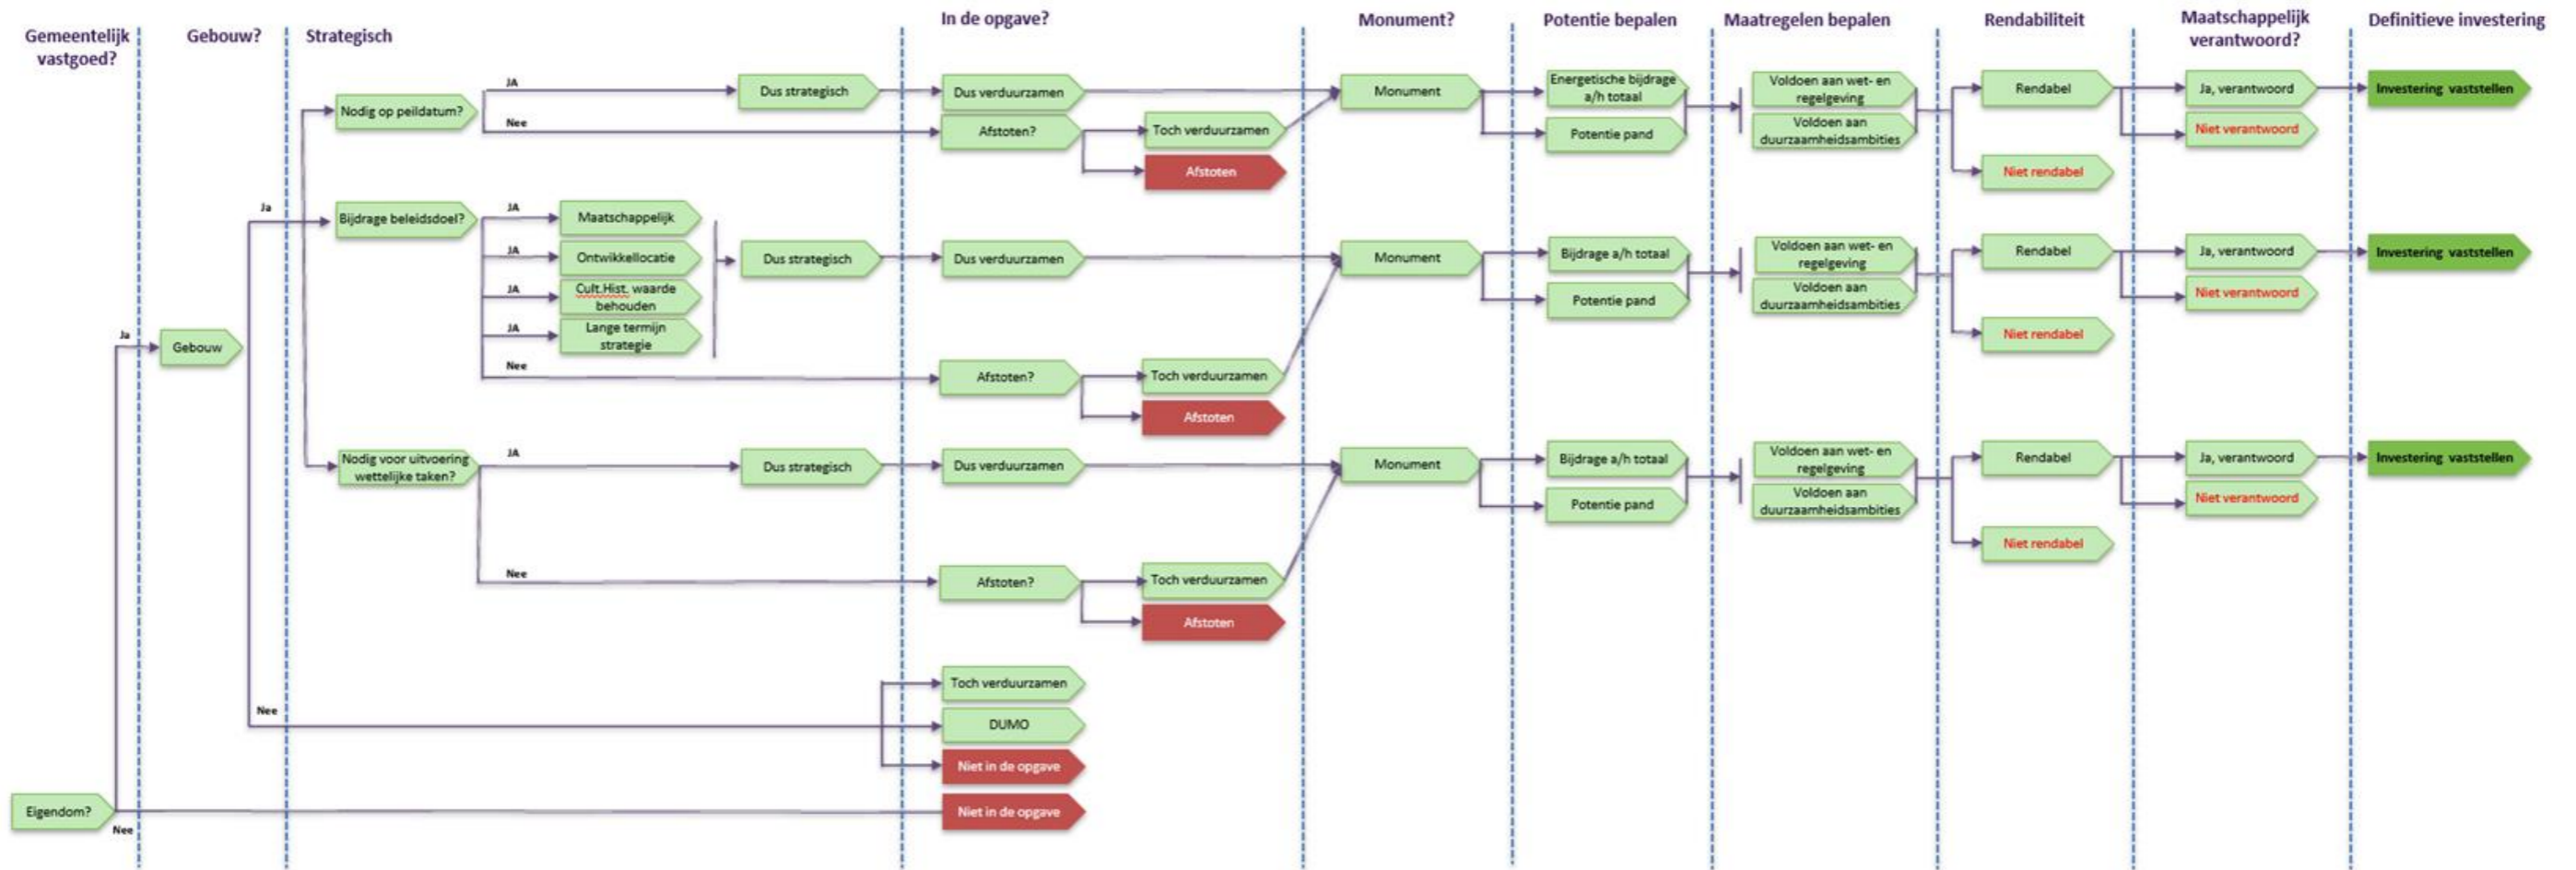 Gemeentelijk
vastgoed?
Gebouw?
Strategisch
In de opgave?
Monument?
Potentie bepalen
Maatregelen bepalen
Rendabiliteit
Maatschappelijk
verantwoord?
Definitieve investering
Nodig op peildatum?
JA
Nee
Dus strategisch
Dus verduurzamen
Afstoten?
Toch verduurzamen
Afstoten
Monument
Energetische bijdrage
a/h totaal
Potentie pand
Voldoen aan wet- en
regelgeving
Voldoen aan
duurzaamheidsambities
Rendabel
Niet rendabel
Ja, verantwoord
Niet verantwoord
Investering vaststellen
Ja
Bijdrage beleidsdoel?
JA
Maatschappelijk
JA
Ontwikkellocatie
JA
Cult.Hist. waarde
behouden
JA
Lange termijn
strategie
Nee
Dus strategisch
Dus verduurzamen
Afstoten?
Toch verduurzamen
Afstoten
Monument
Bijdrage a/h totaal
Potentie pand
Voldoen aan wet- en
regelgeving
Voldoen aan
duurzaamheidsambities
Rendabel
Niet rendabel
Ja, verantwoord
Niet verantwoord
Investering vaststellen
Ja
Gebouw
Nodig voor uitvoering
wettelijke taken?
JA
Nee
Dus strategisch
Dus verduurzamen
Afstoten?
Toch verduurzamen
Afstoten
Monument
Bijdrage a/h totaal
Potentie pand
Voldoen aan wet- en
regelgeving
Voldoen aan
duurzaamheidsambities
Rendabel
Niet rendabel
Ja, verantwoord
Niet verantwoord
Investering vaststellen
Nee
Toch verduurzamen
DUMO
Niet in de opgave
Eigendom?
Nee
Niet in de opgave